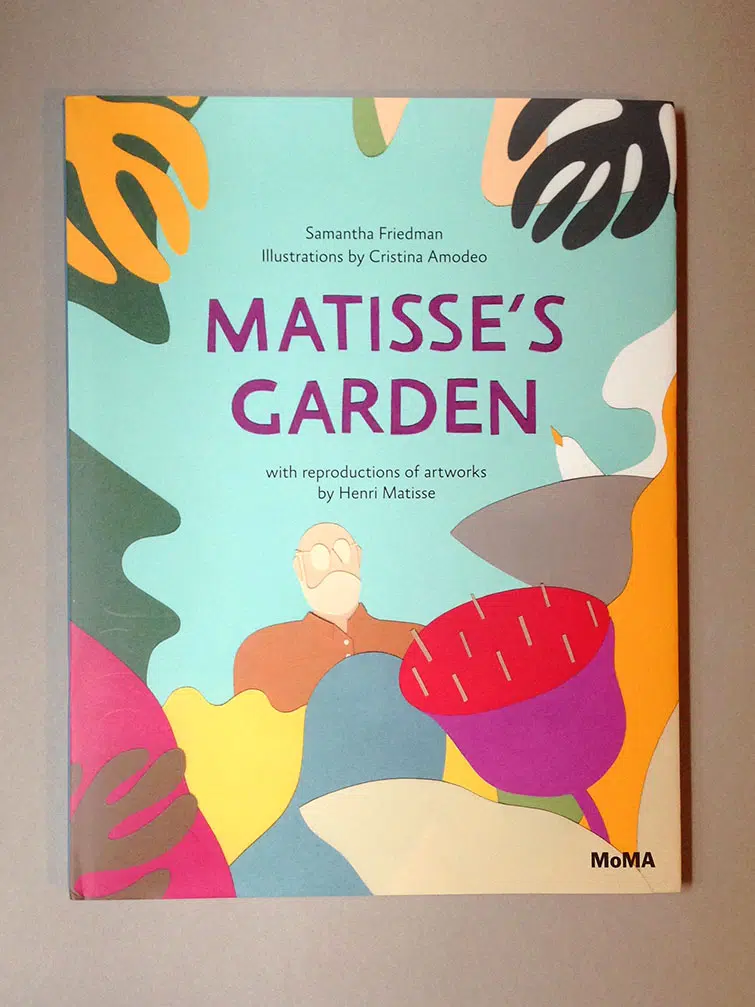 Samantha Friedman
Illustrations by Cristina Amodeo
MATISSE'S
GARDEN
with reproductions of artworks
by Henri Matisse
MoMA